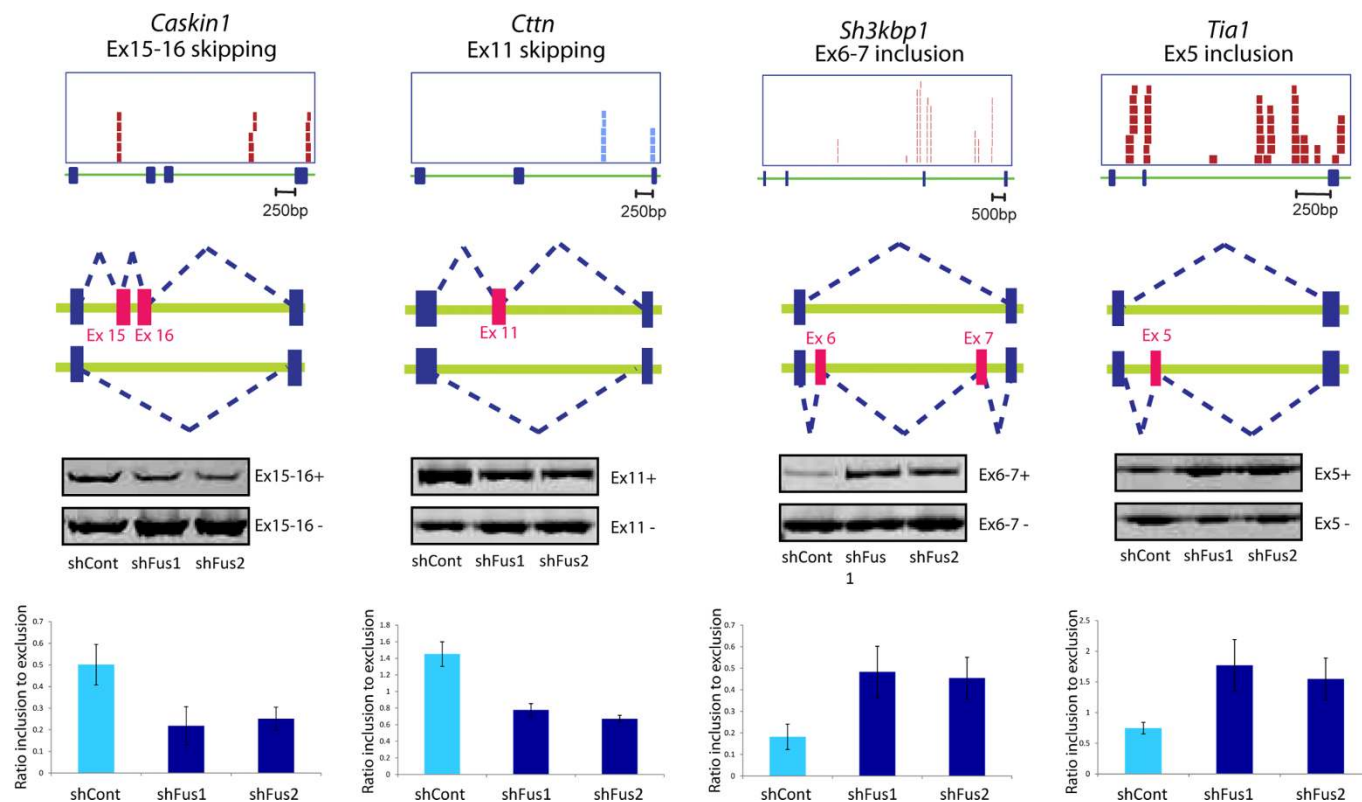 Caskin1
Ex15-16 skipping
Cttn
Ex11 skipping
Sh3kbp1
Ex6-7 inclusion
Tia1
Ex5 inclusion
250bp
250bp
500bp
250bp
Ex 15
Ex 16
Ex 11
Ex 6
Ex 7
Ex 5
Ex15-16+
Ex15-16 -
shCont
shFus1
shFus2
Ex11+
Ex11 -
shCont
shFus1
shFus2
Ex6-7+
Ex6-7 -
shCont
shFus
1
shFus2
Ex5+
Ex5 -
shCont
shFus1
shFus2
Ratio inclusion to exclusion
0.7
0.6
0.5
0.4
0.3
0.2
0.1
0
shCont
shFus1
shFus2
Ratio inclusion to exclusion
1.8
1.6
1.4
1.2
1.0
0.8
0.6
0.4
0.2
0
shCont
shFus1
shFus2
Ratio inclusion to exclusion
0.7
0.6
0.5
0.4
0.3
0.2
0.1
0
shCont
shFus1
shFus2
Ratio inclusion to exclusion
2.5
2
1.5
1
0.5
0
shCont
shFus1
shFus2